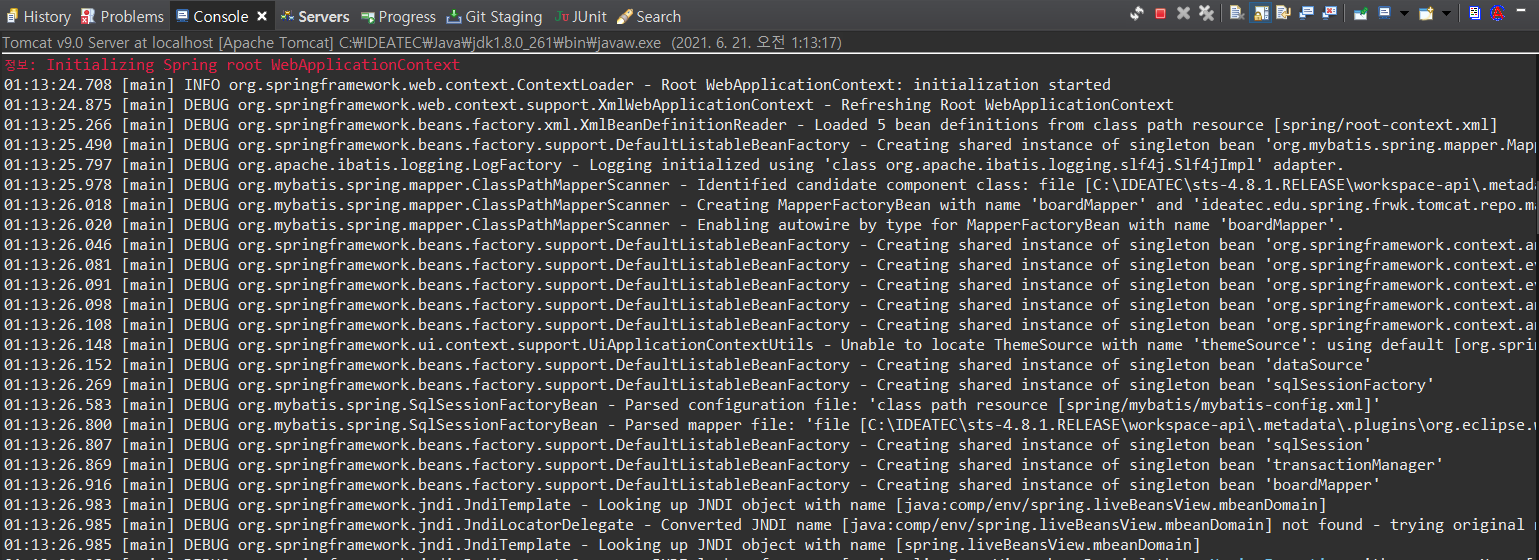 History Problems Console Servers Progress Git Staging JUnit Search
Tomcat v9.0 Server at localhost [Apache Tomcat] C:₩IDEATEC₩Java₩jdk1.8.0_261₩bin₩javaw.exe (2021. 6. 21. 오전 1:13:17)
정보: Initializing Spring root WebApplicationContext
01:13:24.708 [main] INFO org.springframework.web.context.ContextLoader - Root WebApplicationContext: initialization started
01:13:24.875 [main] DEBUG org.springframework.web.context.support.XmlWebApplicationContext - Refreshing Root WebApplicationContext
01:13:25.266 [main] DEBUG org.springframework.beans.factory.xml.XmlBeanDefinitionReader - Loaded 5 bean definitions from class path resource [spring/root-context.xml]
01:13:25.490 [main] DEBUG org.springframework.beans.factory.support.DefaultListableBeanFactory - Creating shared instance of singleton bean 'org.mybatis.spring.mapper.Mapp
01:13:25.797 [main] DEBUG org.apache.ibatis.logging.LogFactory - Logging initialized using 'class org.apache.ibatis.logging.slf4j.Slf4jImpl' adapter.
01:13:25.978 [main] DEBUG org.mybatis.spring.mapper.ClassPathMapperScanner - Identified candidate component class: file [C:\IDEATEC\sts-4.8.1.RELEASE\workspace-api\.metada
01:13:26.018 [main] DEBUG org.mybatis.spring.mapper.ClassPathMapperScanner - Creating MapperFactoryBean with name 'boardMapper' and 'ideatec.edu.spring.frwk.tomcat.repo.ma
01:13:26.020 [main] DEBUG org.mybatis.spring.mapper.ClassPathMapperScanner - Enabling autowire by type for MapperFactoryBean with name 'boardMapper'.
01:13:26.046 [main] DEBUG org.springframework.beans.factory.support.DefaultListableBeanFactory - Creating shared instance of singleton bean 'org.springframework.context.an
01:13:26.081 [main] DEBUG org.springframework.beans.factory.support.DefaultListableBeanFactory - Creating shared instance of singleton bean 'org.springframework.context.ev
01:13:26.091 [main] DEBUG org.springframework.beans.factory.support.DefaultListableBeanFactory - Creating shared instance of singleton bean 'org.springframework.context.ev
01:13:26.098 [main] DEBUG org.springframework.beans.factory.support.DefaultListableBeanFactory - Creating shared instance of singleton bean 'org.springframework.context.an
01:13:26.108 [main] DEBUG org.springframework.beans.factory.support.DefaultListableBeanFactory - Creating shared instance of singleton bean 'org.springframework.context.an
01:13:26.148 [main] DEBUG org.springframework.ui.context.support.UiApplicationContextUtils - Unable to locate ThemeSource with name 'themeSource': using default [org.sprin
01:13:26.152 [main] DEBUG org.springframework.beans.factory.support.DefaultListableBeanFactory - Creating shared instance of singleton bean 'dataSource'
01:13:26.269 [main] DEBUG org.springframework.beans.factory.support.DefaultListableBeanFactory - Creating shared instance of singleton bean 'sqlSessionFactory'
01:13:26.583 [main] DEBUG org.mybatis.spring.SqlSessionFactoryBean - Parsed configuration file: 'class path resource [spring/mybatis/mybatis-config.xml]'
01:13:26.800 [main] DEBUG org.mybatis.spring.SqlSessionFactoryBean - Parsed mapper file: 'file [C:\IDEATEC\sts-4.8.1.RELEASE\workspace-api\.metadata\.plugins\org.eclipse.w
01:13:26.807 [main] DEBUG org.springframework.beans.factory.support.DefaultListableBeanFactory - Creating shared instance of singleton bean 'sqlSession'
01:13:26.869 [main] DEBUG org.springframework.beans.factory.support.DefaultListableBeanFactory - Creating shared instance of singleton bean 'transactionManager'
01:13:26.916 [main] DEBUG org.springframework.beans.factory.support.DefaultListableBeanFactory - Creating shared instance of singleton bean 'boardMapper'
01:13:26.983 [main] DEBUG org.springframework.jndi.JndiTemplate - Looking up JNDI object with name [java:comp/env/spring.liveBeansView.mbeanDomain]
01:13:26.985 [main] DEBUG org.springframework.jndi.JndiLocatorDelegate - Converted JNDI name [java:comp/env/spring.liveBeansView.mbeanDomain] not found - trying original
01:13:26.985 [main] DEBUG org.springframework.jndi.JndiTemplate - Looking up JNDI object with name [spring.liveBeansView.mbeanDomain]